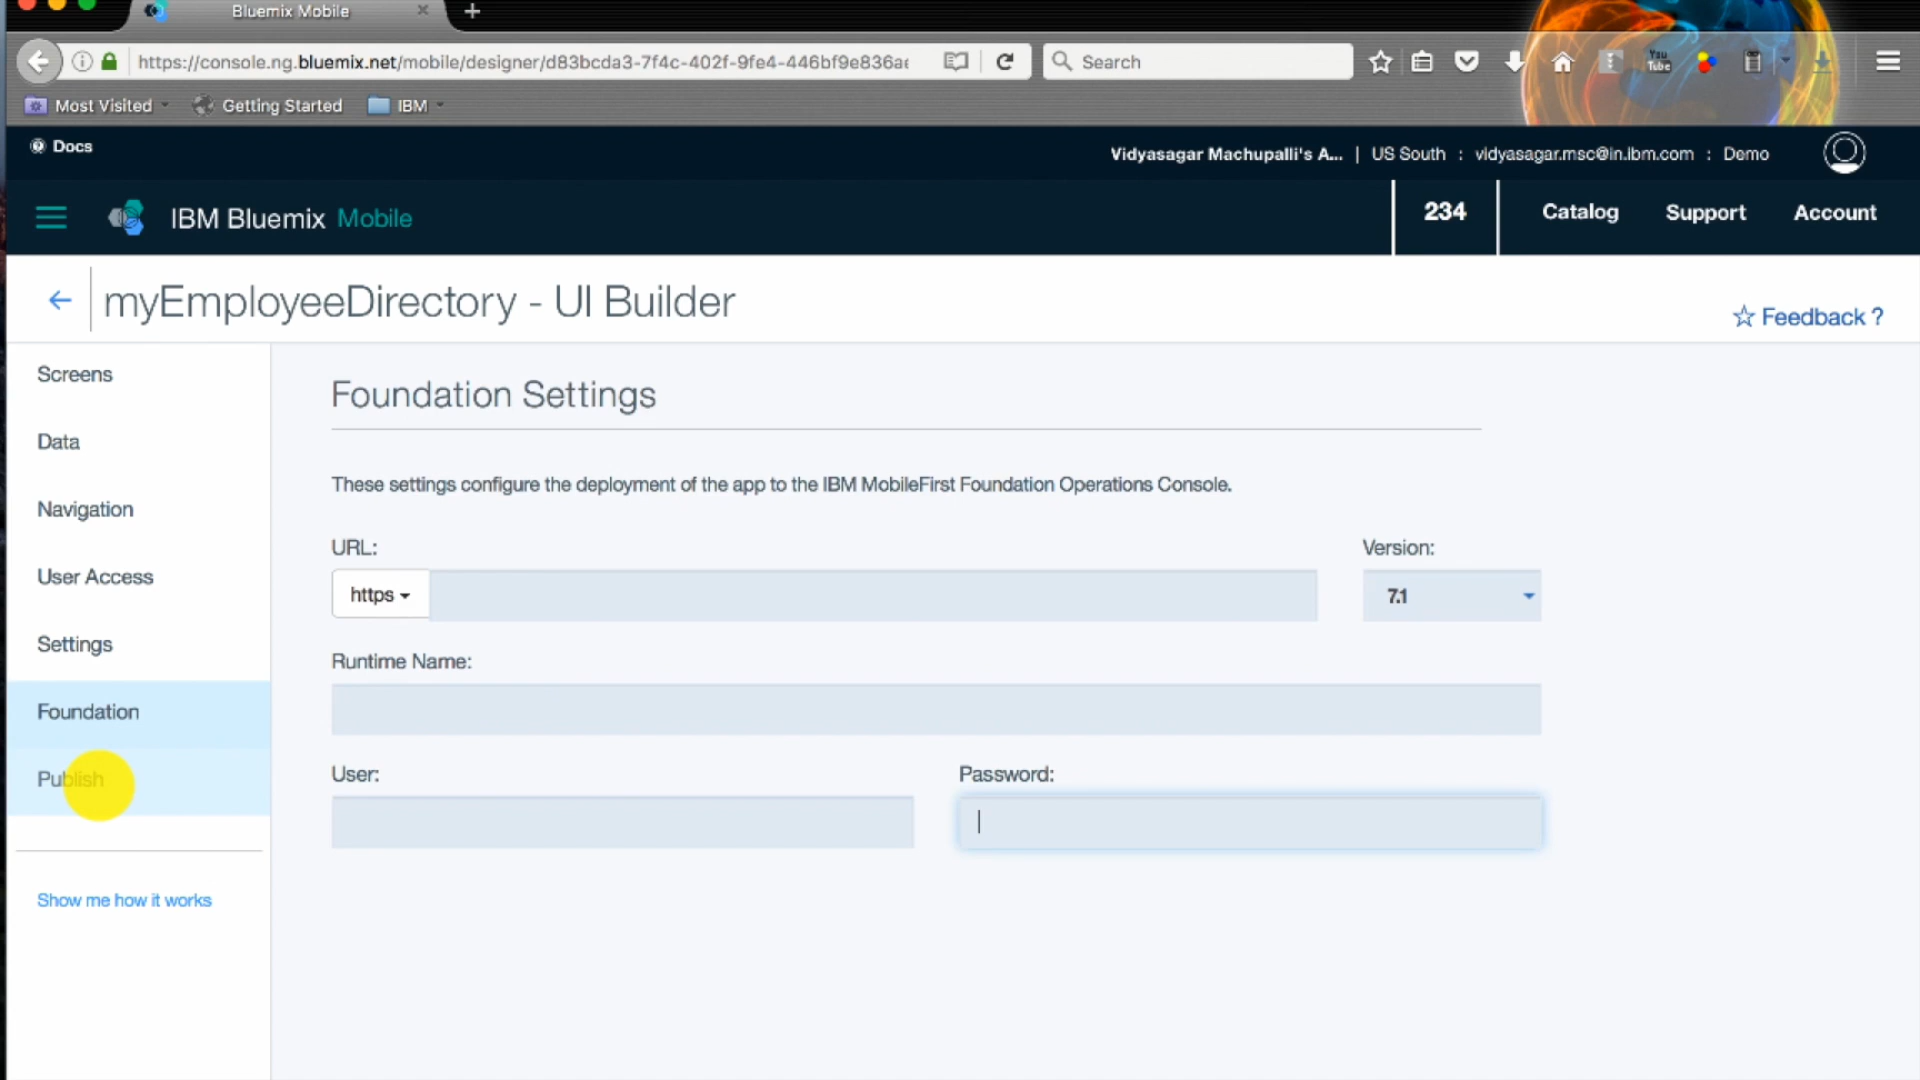 Bluemix Mobile
https://console.ng.bluemix.net/mobile/designer/d83bcda3-7f4c-402f-9fe4-446bf9e836ae
Search
You Tube
Most Visited
Getting Started
IBM
Docs
Vidyasagar Machupalli's A... | US South : vidyasagar.msc@in.ibm.com : Demo
IBM Bluemix Mobile
234
Catalog
Support
Account
myEmployeeDirectory - UI Builder
Feedback ?
Screens
Data
Navigation
User Access
Settings
Foundation
Publish
Show me how it works
Foundation Settings
These settings configure the deployment of the app to the IBM MobileFirst Foundation Operations Console.
URL:
Version:
https
7.1
Runtime Name:
User:
Password: